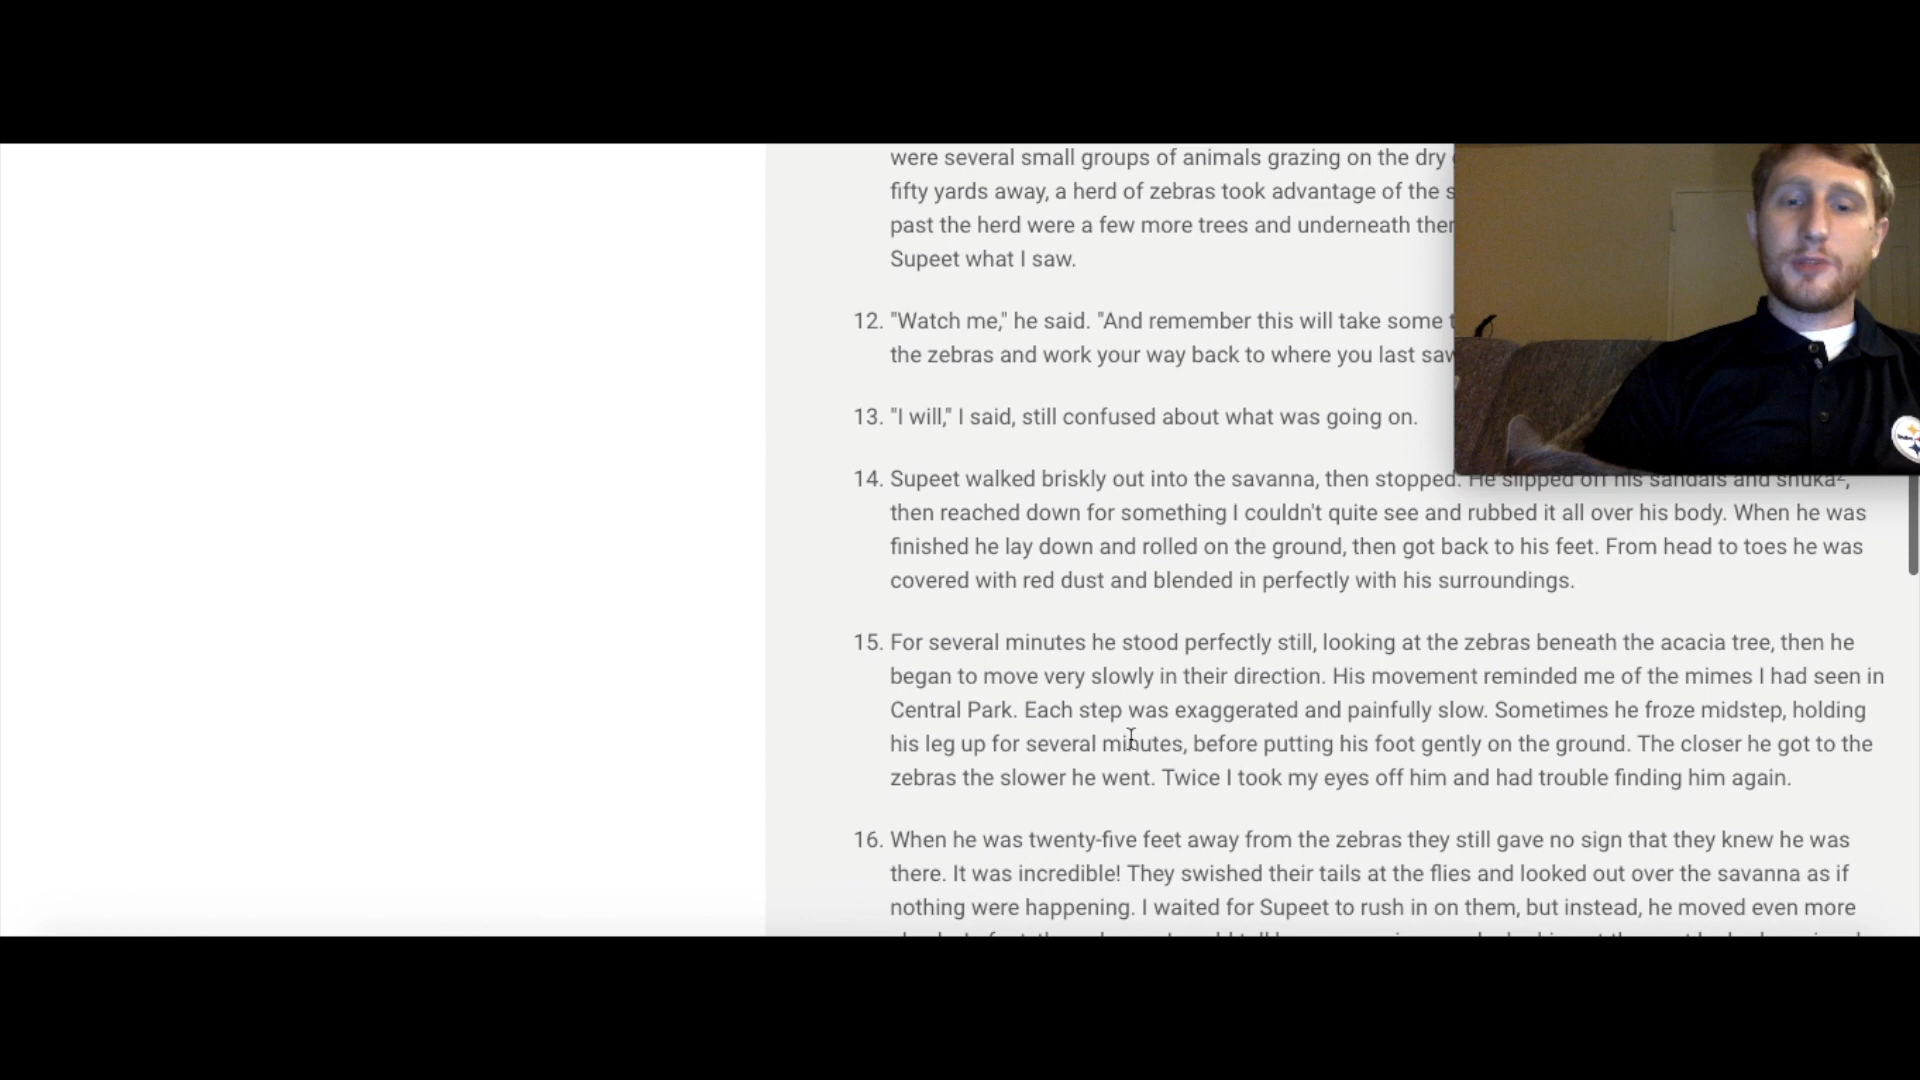 were several small groups of animals grazing on the dry
fifty yards away, a herd of zebras took advantage of the
past the herd were a few more trees and underneath
Supeet what I saw.
12. "Watch me," he said. "And remember this will take some
the zebras and work your way back to where you last saw
13. "I will," I said, still confused about what was going on.
14. Supeet walked briskly out into the savanna, then stopped. He slipped off his sandals and shuka²,
then reached down for something I couldn't quite see and rubbed it all over his body. When he was
finished he lay down and rolled on the ground, then got back to his feet. From head to toes he was
covered with red dust and blended in perfectly with his surroundings.
15. For several minutes he stood perfectly still, looking at the zebras beneath the acacia tree, then he
began to move very slowly in their direction. His movement reminded me of the mimes I had seen in
Central Park. Each step was exaggerated and painfully slow. Sometimes he froze midstep, holding
his leg up for several minutes, before putting his foot gently on the ground. The closer he got to the
zebras the slower he went. Twice I took my eyes off him and had trouble finding him again.
16. When he was twenty-five feet away from the zebras they still gave no sign that they knew he was
there. It was incredible! They swished their tails at the flies and looked out over the savanna as if
nothing were happening. I waited for Supeet to rush in on them, but instead, he moved even more